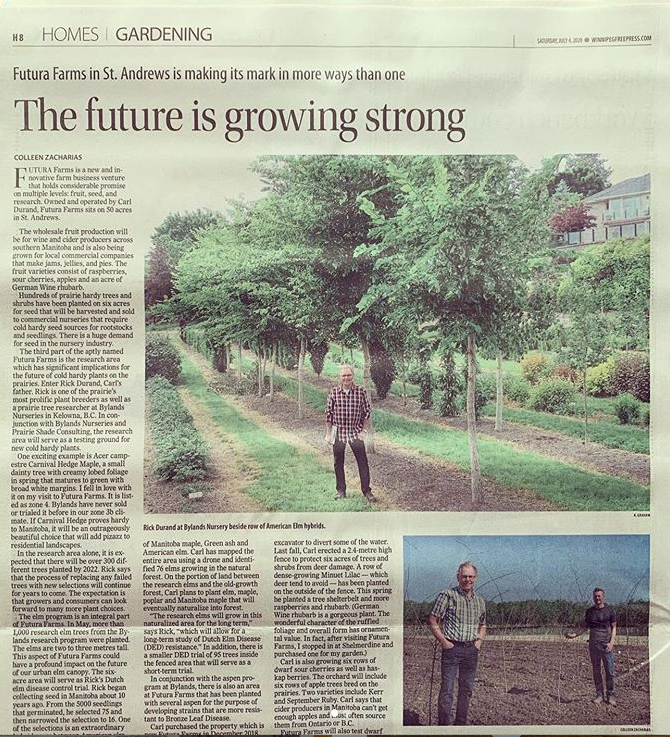 H8 HOMES | GARDENING
SATURDAY, JULY 4, 2020 WINNIPEGFREEPRESS.COM
Futura Farms in St. Andrews is making its mark in more ways than one
The future is growing strong
COLLEEN ZACHARIAS
FUTURA Farms is a new and in-
novative farm business venture
that holds considerable promise
on multiple levels: fruit, seed, and
research. Owned and operated by Carl
Durand, Futura Farms sits on 50 acres
in St. Andrews.
The wholesale fruit production will
be for wine and cider producers across
southern Manitoba and is also being
grown for local commercial companies
that make jams, jellies, and pies. The
fruit varieties consist of raspberries,
sour cherries, apples and an acre of
German Wine rhubarb.
Hundreds of prairie hardy trees and
shrubs have been planted on six acres
for seed that will be harvested and sold
to commercial nurseries that require
cold hardy seed sources for rootstocks
and seedlings. There is a huge demand
for seed in the nursery industry.
The third part of the aptly named
Futura Farms is the research area
which has significant implications for
the future of cold hardy plants on the
prairies. Enter Rick Durand, Carl's
father. Rick is one of the prairie's
most prolific plant breeders as well as
a prairie tree researcher at Bylands
Nurseries in Kelowna, B.C. In con-
junction with Bylands Nurseries and
Prairie Shade Consulting, the research
area will serve as a testing ground for
new cold hardy plants.
One exciting example is Acer camp-
estre Carnival Hedge Maple, a small
dainty tree with creamy lobed foliage
in spring that matures to green with
broad white margins. I fell in love with
it on my visit to Futura Farms. It is list-
ed as zone 4. Bylands have never sold
or trialed it before in our zone 3b cli-
mate. If Carnival Hedge proves hardy
to Manitoba, it will be an outrageously
beautiful choice that will add pizazz to
residential landscapes.
In the research area alone, it is ex-
pected that there will be over 300 dif-
ferent trees planted by 2022. Rick says
that the process of replacing any failed
trees with new selections will continue
for years to come. The expectation is
that growers and consumers can look
forward to many more plant choices.
The elm program is an integral part
of Futura Farms. In May, more than
1,000 research elm trees from the By-
lands research program were planted.
The elms are two to three metres tall.
This aspect of Futura Farms could
have a profound impact on the future
of our urban elm canopy. The six-
acre area will serve as Rick's Dutch
elm disease control trial. Rick began
collecting seed in Manitoba about 10
years ago. From the 5000 seedlings
that germinated, he selected 75 and
then narrowed the selection to 16. One
of the selections is an extraordinary
R. GRAHAM
Rick Durand at Bylands Nursery beside row of American Elm hybrids.
of Manitoba maple, Green ash and
American elm. Carl has mapped the
entire area using a drone and identi-
fied 76 elms growing in the natural
forest. On the portion of land between
the research elms and the old-growth
forest, Carl plans to plant elm, maple,
poplar and Manitoba maple that will
eventually naturalize into forest.
"The research elms will grow in this
naturalized area for the long term,"
says Rick, "which will allow for a
long-term study of Dutch Elm Disease
(DED) resistance." In addition, there is
a smaller DED trial of 95 trees inside
the fenced area that will serve as a
short-term trial.
In conjunction with the aspen pro-
gram at Bylands, there is also an area
at Futura Farms that has been planted
with several aspen for the purpose of
developing strains that are more resis-
tant to Bronze Leaf Disease.
Carl purchased the property which is
now Futura Farms in December 2018.
excavator to divert some of the water.
Last fall, Carl erected a 2.4-metre high
fence to protect six acres of trees and
shrubs from deer damage. A row of
dense-growing Minuet Lilac — which
deer tend to avoid — has been planted
on the outside of the fence. This spring
he planted a tree shelterbelt and more
raspberries and rhubarb. (German
Wine rhubarb is a gorgeous plant. The
wonderful character of the ruffled
foliage and overall form has ornamen-
tal value. In fact, after visiting Futura
Farms, I stopped in at Shelmerdine and
purchased one for my garden.)
Carl is also growing six rows of
dwarf sour cherries as well as has-
kap berries. The orchard will include
six rows of apple trees bred on the
prairies. Two varieties include Kerr
and September Ruby. Carl says that
cider producers in Manitoba can't get
enough apples and must often source
them from Ontario or B.C.
Futura Farms will also test dwarf
COLLEEN ZACHARIAS